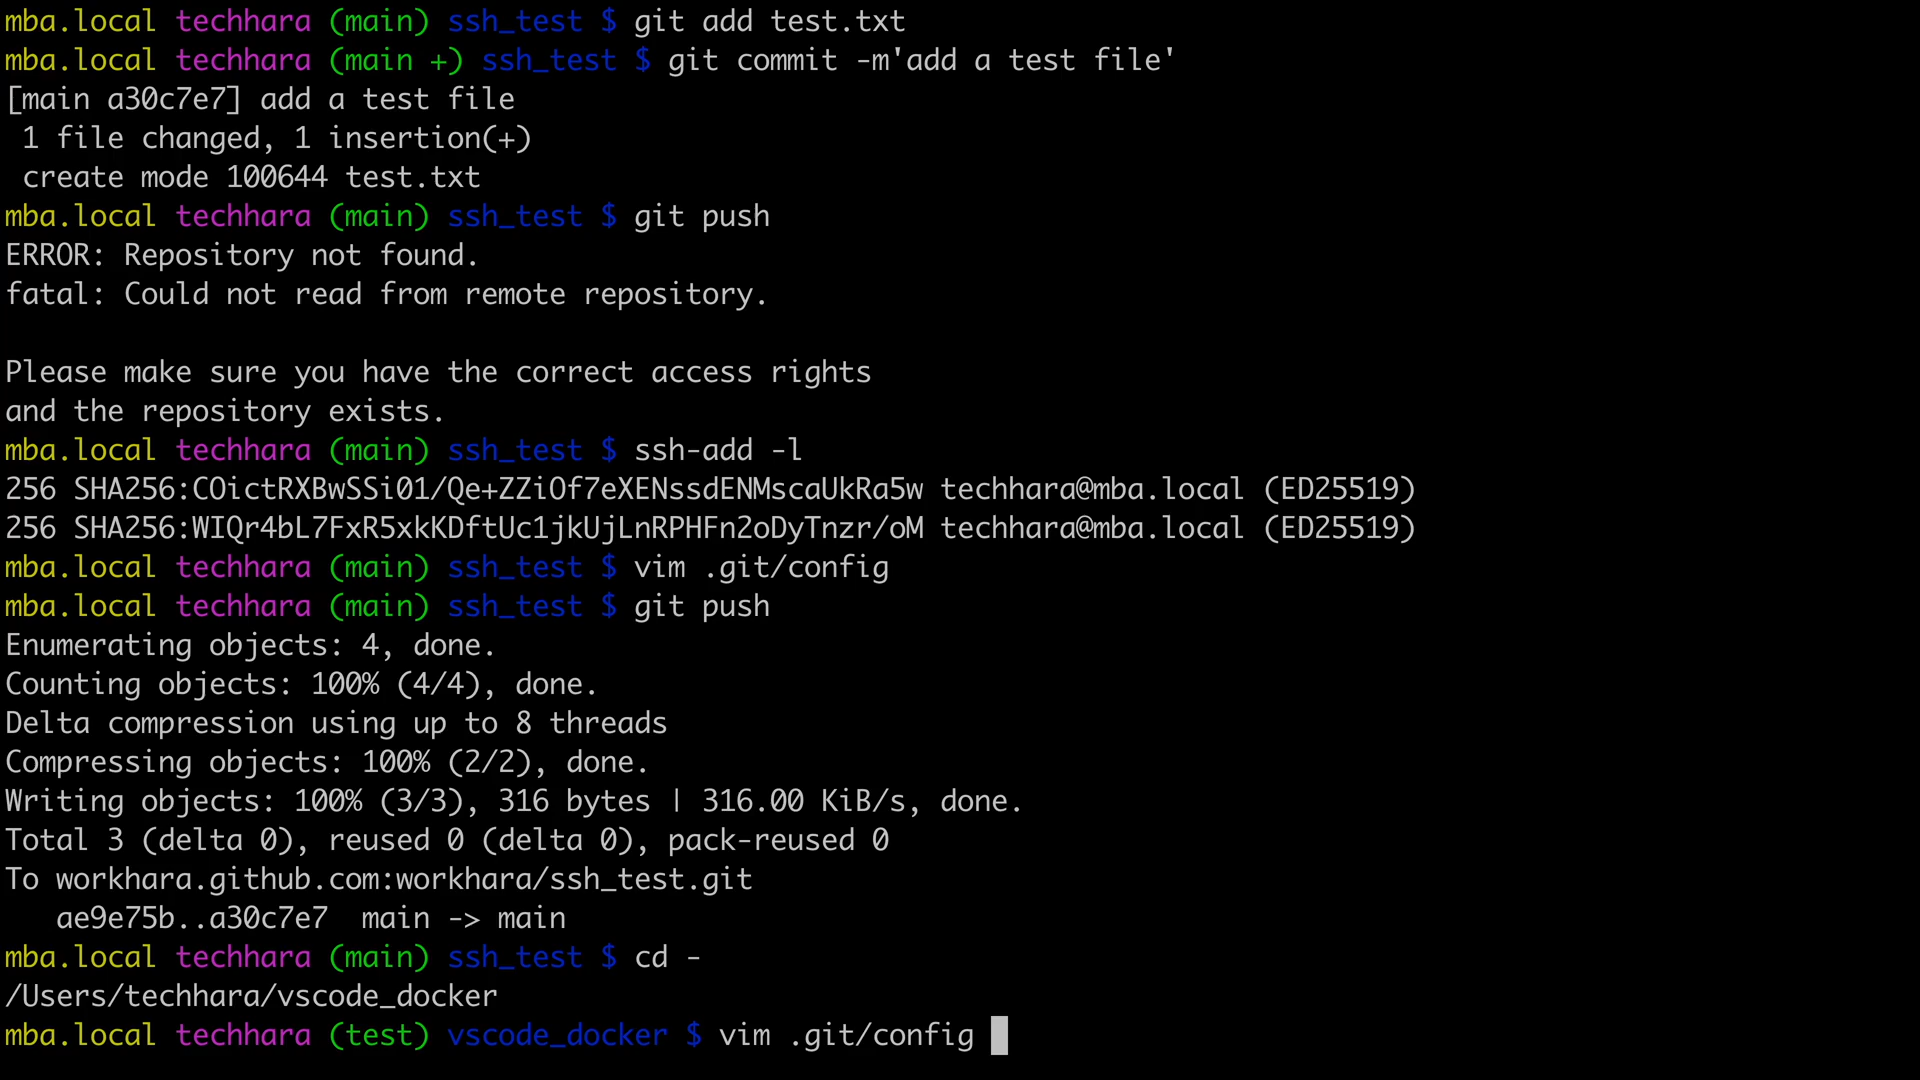 mba.local techhara (main) ssh_test $ git add test.txt
mba.local techhara (main +) ssh_test $ git commit -m'add a test file'
[main a30c7e7] add a test file
 1 file changed, 1 insertion(+)
 create mode 100644 test.txt
mba.local techhara (main) ssh_test $ git push
ERROR: Repository not found.
fatal: Could not read from remote repository.

Please make sure you have the correct access rights
and the repository exists.
mba.local techhara (main) ssh_test $ ssh-add -l
256 SHA256:COictRXBwSSi01/Qe+ZZiOf7eXENssdENMscaUkRa5w techhara@mba.local (ED25519)
256 SHA256:WIQr4bL7FxR5xkKDftUc1jkUjLnRPHFn2oDyTnzr/oM techhara@mba.local (ED25519)
mba.local techhara (main) ssh_test $ vim .git/config
mba.local techhara (main) ssh_test $ git push
Enumerating objects: 4, done.
Counting objects: 100% (4/4), done.
Delta compression using up to 8 threads
Compressing objects: 100% (2/2), done.
Writing objects: 100% (3/3), 316 bytes | 316.00 KiB/s, done.
Total 3 (delta 0), reused 0 (delta 0), pack-reused 0
To workhara.github.com:workhara/ssh_test.git
   ae9e75b..a30c7e7  main -> main
mba.local techhara (main) ssh_test $ cd -
/Users/techhara/vscode_docker
mba.local techhara (test) vscode_docker $ vim .git/config